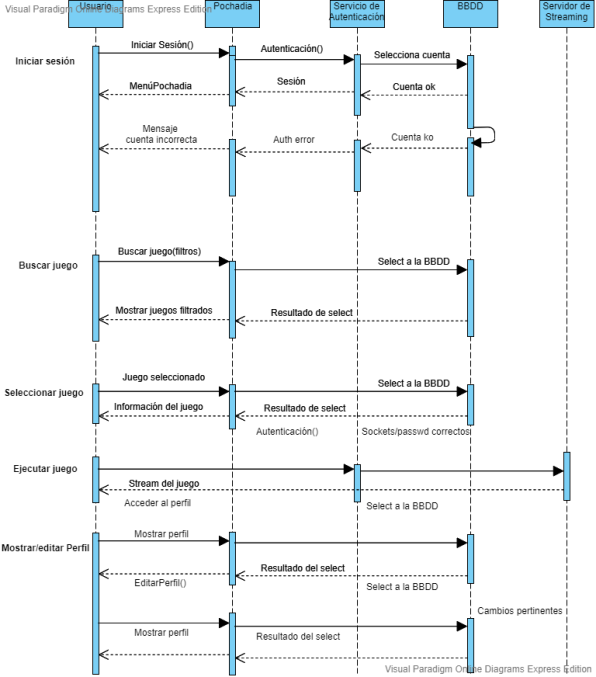 Visual Paradigm Online Diagrams Express Edition
Usuario
Pochadia
Servicio de
Autenticación
BBDD
Servidor de
Streaming
Iniciar sesión
Iniciar Sesión()
Autenticación()
Selecciona cuenta
MenúPochadia
Sesión
Cuenta ok
Mensaje
cuenta incorrecta
Auth error
Cuenta ko
Buscar juego
Buscar juego(filtros)
Select a la BBDD
Mostrar juegos filtrados
Resultado de select
Seleccionar juego
Juego seleccionado
Select a la BBDD
Información del juego
Resultado de select
Autenticación()
Sockets/passwd correctos
Ejecutar juego
Stream del juego
Acceder al perfil
Select a la BBDD
Mostrar/editar Perfil
Mostrar perfil
Resultado del select
EditarPerfil()
Select a la BBDD
Cambios pertinentes
Mostrar perfil
Resultado del select
Visual Paradigm Online Diagrams Express Edition